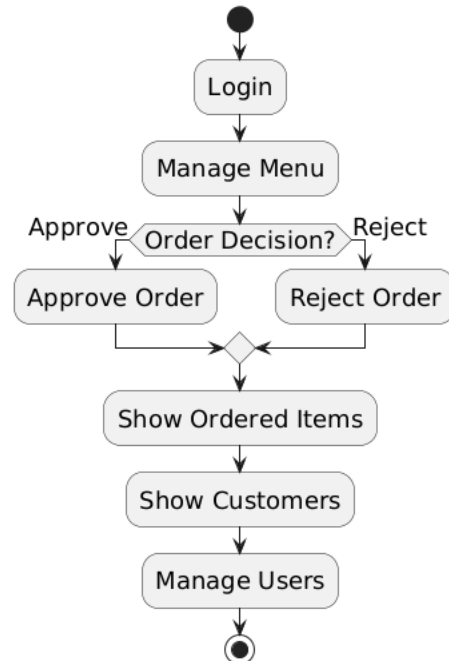 Login
Manage Menu
Approve
Order Decision?
Reject
Approve Order
Reject Order
Show Ordered Items
Show Customers
Manage Users